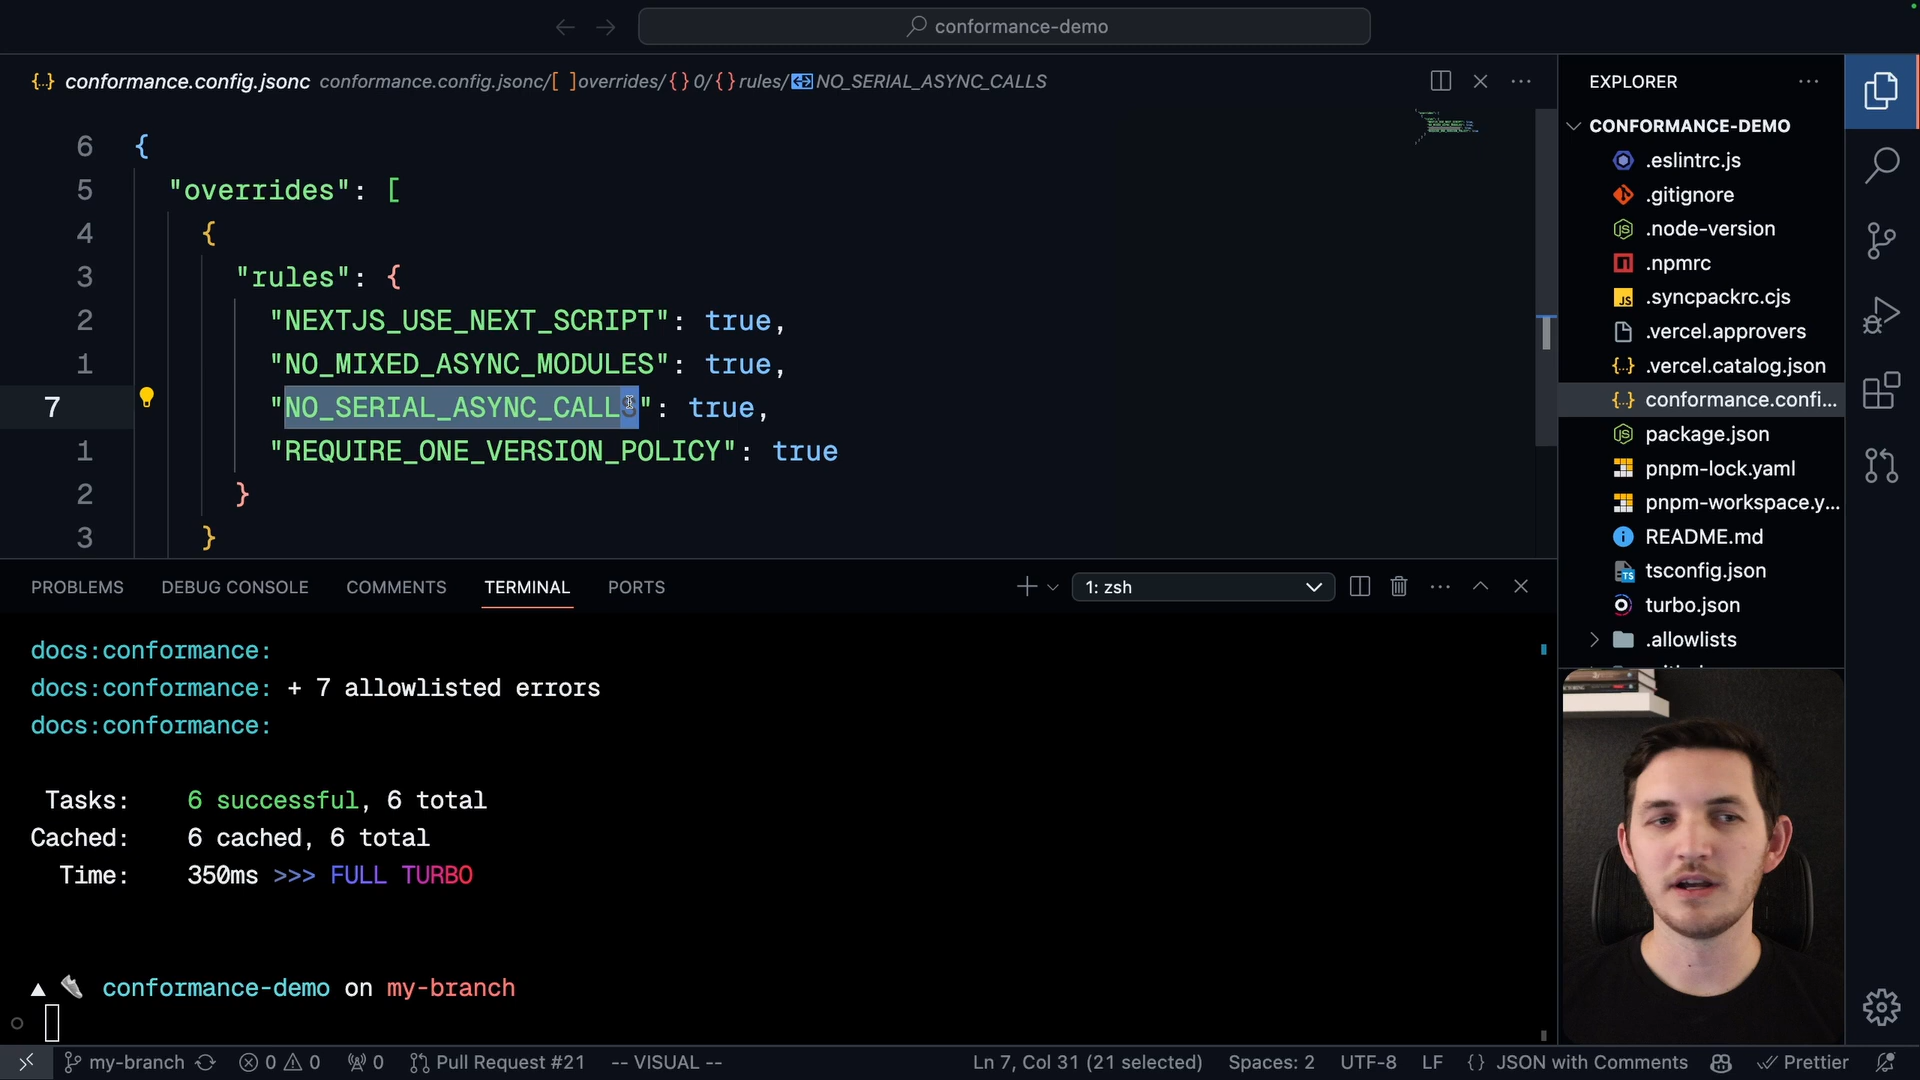 conformance-demo
{..} conformance.config.jsonc conformance.config.jsonc/[ ]overrides/{} 0/{} rules/NO_SERIAL_ASYNC_CALLS
6 {
5 "overrides": [
4 {
3 "rules": {
2 "NEXTJS_USE_NEXT_SCRIPT": true,
1 "NO_MIXED_ASYNC_MODULES": true,
7 "NO_SERIAL_ASYNC_CALLS": true,
1 "REQUIRE_ONE_VERSION_POLICY": true
2 }
3 }
EXPLORER
CONFORMANCE-DEMO
.eslintrc.js
.gitignore
.node-version
.npmrc
JS .syncpackrc.cjs
.vercel.approvers
{..} .vercel.catalog.json
{..} conformance.confi...
package.json
pnpm-lock.yaml
pnpm-workspace.y...
README.md
TS tsconfig.json
turbo.json
.allowlists
PROBLEMS DEBUG CONSOLE COMMENTS TERMINAL PORTS 1: zsh
docs:conformance:
docs:conformance: + 7 allowlisted errors
docs:conformance:
Tasks: 6 successful, 6 total
Cached: 6 cached, 6 total
Time: 350ms >>> FULL TURBO
conformance-demo on my-branch
my-branch 0 0 0 Pull Request #21 -- VISUAL -- Ln 7, Col 31 (21 selected) Spaces: 2 UTF-8 LF {} JSON with Comments Prettier